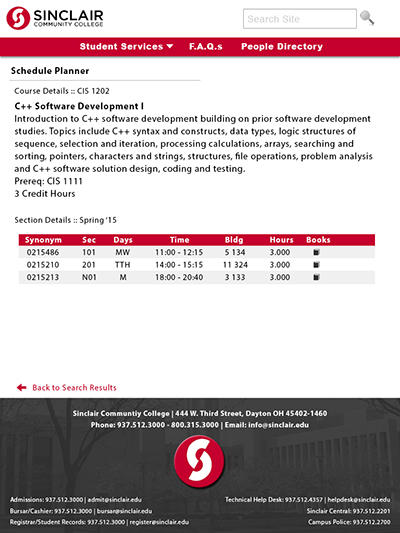 SINCLAIR
COMMUNITY COLLEGE
Search Site
Student Services F.A.Q.s People Directory
Schedule Planner
Course Details :: CIS 1202
C++ Software Development I
Introduction to C++ software development building on prior software development
studies. Topics include C++ syntax and constructs, data types, logic structures of
sequence, selection and iteration, processing calculations, arrays, searching and
sorting, pointers, characters and strings, structures, file operations, problem analysis
and C++ software solution design, coding and testing.
Prereq: CIS 1111
3 Credit Hours
Section Details :: Spring '15
Synonym Sec Days Time Bldg Hours Books
0215486 101 MW 11:00 - 12:15 5 134 3.000
0215210 201 TTH 14:00 - 15:15 11 324 3.000
0215213 N01 M 18:00 - 20:40 3 133 3.000
Back to Search Results
Sinclair Communtiy College | 444 W. Third Street, Dayton OH 45402-1460
Phone: 937.512.3000 - 800.315.3000 | Email: info@sinclair.edu
Admissions: 937.512.3000 | admit@sinclair.edu Technical Help Desk: 937.512.4357 | helpdesk@sinclair.edu
Bursar/Cashier: 937.512.3000 | bursar@sinclair.edu Sinclair Central: 937.512.2201
Registrar/Student Records: 937.512.3000 | register@sinclair.edu Campus Police: 937.512.2700